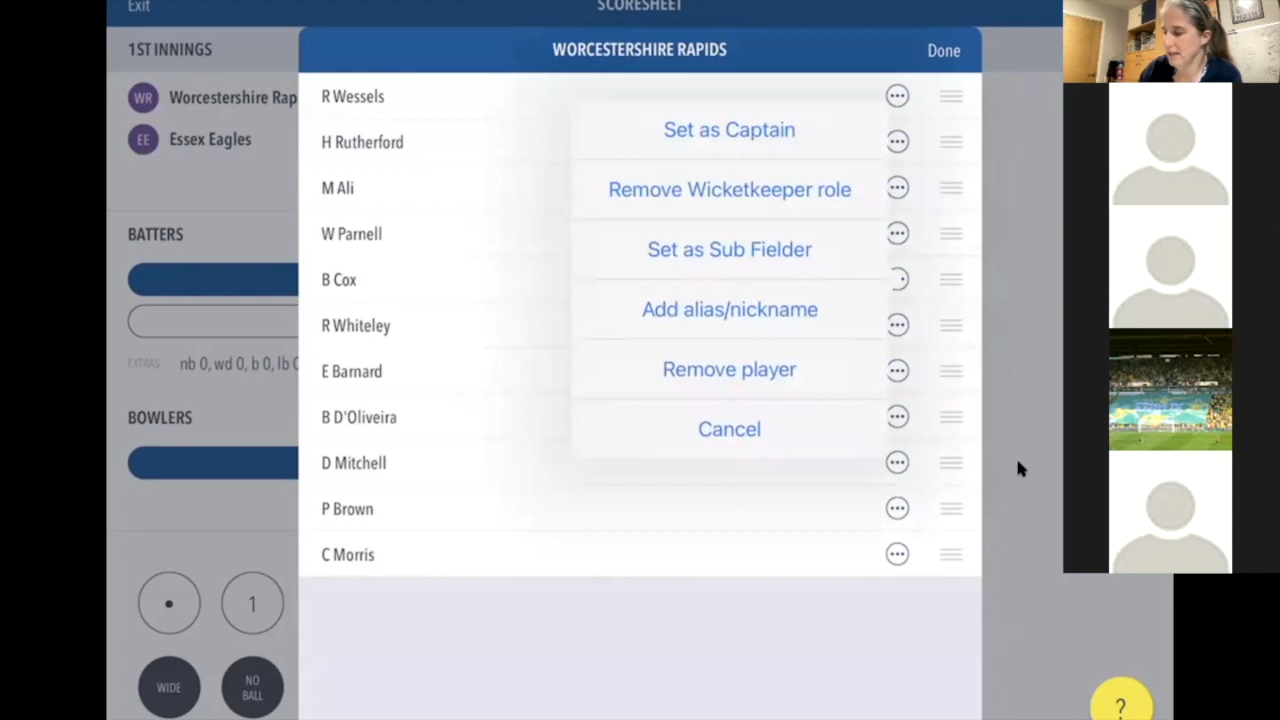 Exit
SCORESHEET
1ST INNINGS
WORCESTERSHIRE RAPIDS
Done
WR Worcestershire Rap
EE Essex Eagles
BATTERS
EXTRAS nb 0, wd 0, b 0, lb 0
BOWLERS
R Wessels
H Rutherford
M Ali
W Parnell
B Cox
R Whiteley
E Barnard
B D'Oliveira
D Mitchell
P Brown
C Morris
Set as Captain
Remove Wicketkeeper role
Set as Sub Fielder
Add alias/nickname
Remove player
Cancel
1
WIDE
NO
BALL
?